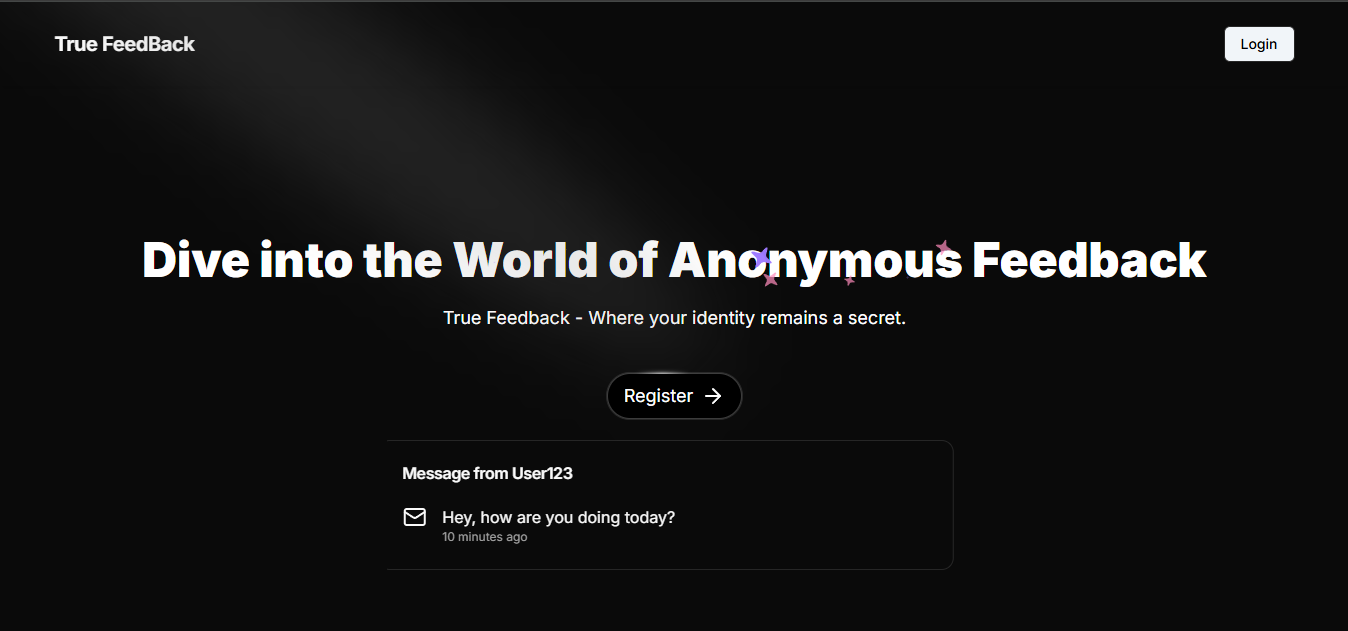 True FeedBack
Login
Dive into the World of Anonymous Feedback
True Feedback - Where your identity remains a secret.
Register
Message from User123
Hey, how are you doing today?
10 minutes ago